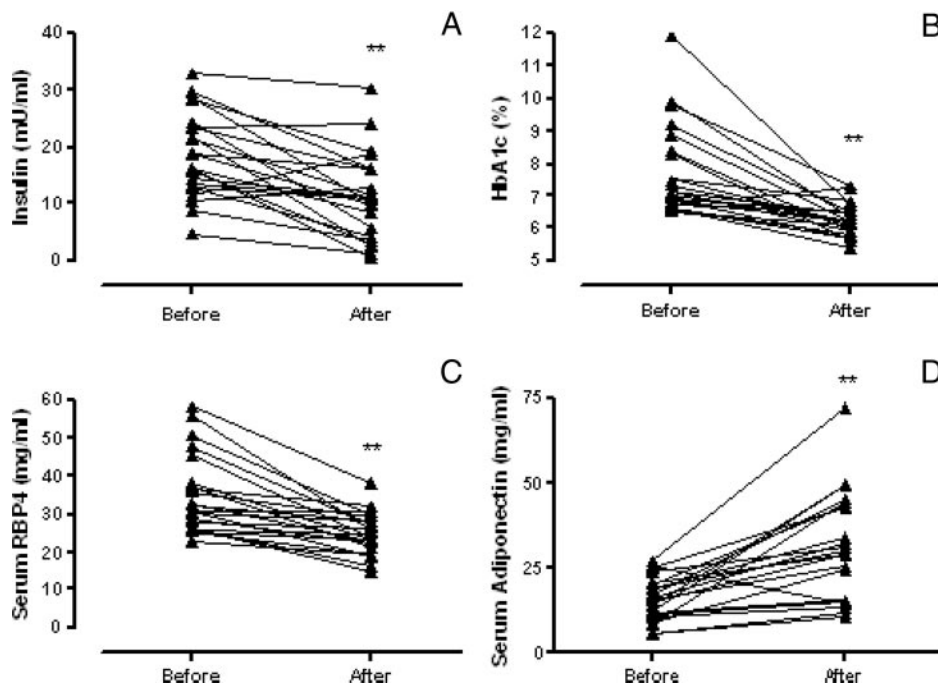 A
Insulin (mU/ml)
40
30
20
10
0
**
Before After
B
HbA1c (%)
12
11
10
9
8
7
6
5
**
Before After
C
Serum RBP4 (mg/ml)
60
50
40
30
20
10
0
**
Before After
D
Serum Adiponectin (mg/ml)
75
50
25
0
**
Before After